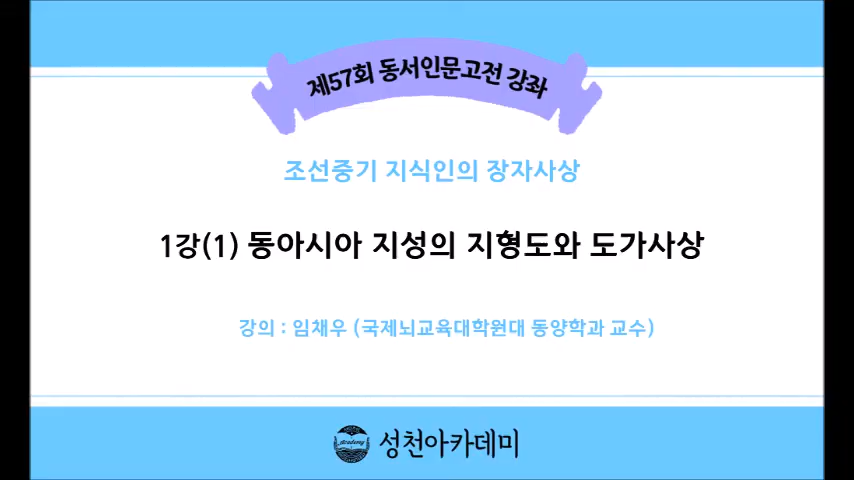 제57회 동서인문고전 강좌
조선중기 지식인의 장자사상
1강(1) 동아시아 지성의 지형도와 도가사상
강의 : 임채우 (국제뇌교육대학원대 동양학과 교수)
Academy
성천아카데미